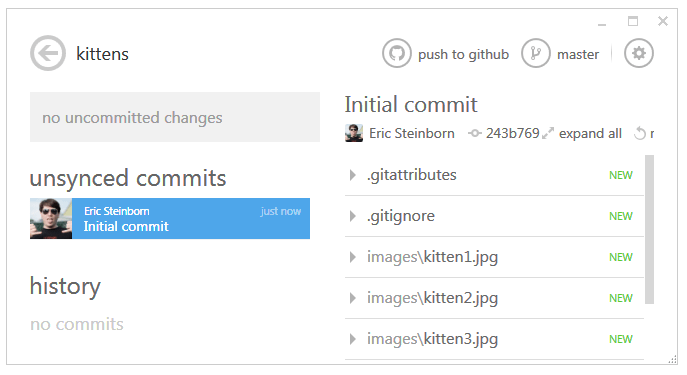 kittens
push to github
master
no uncommitted changes
unsynced commits
Eric Steinborn
just now
Initial commit
history
no commits
Initial commit
Eric Steinborn
243b769
expand all
.gitattributes
NEW
.gitignore
NEW
images\kitten1.jpg
NEW
images\kitten2.jpg
NEW
images\kitten3.jpg
NEW